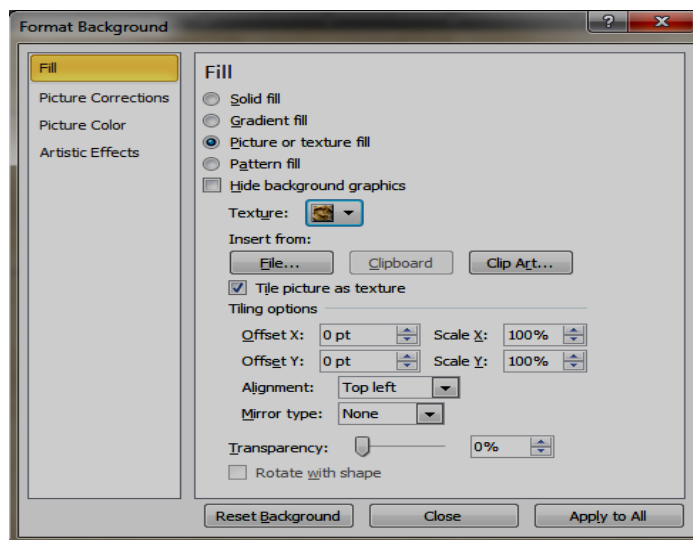 Format Background
Fill
Picture Corrections
Picture Color
Artistic Effects
Fill
Solid fill
Gradient fill
Picture or texture fill
Pattern fill
Hide background graphics
Texture:
Insert from:
File... Clipboard Clip Art...
Tile picture as texture
Tiling options
Offset X: 0 pt Scale X: 100%
Offset Y: 0 pt Scale Y: 100%
Alignment: Top left
Mirror type: None
Transparency: 0%
Rotate with shape
Reset Background Close Apply to All